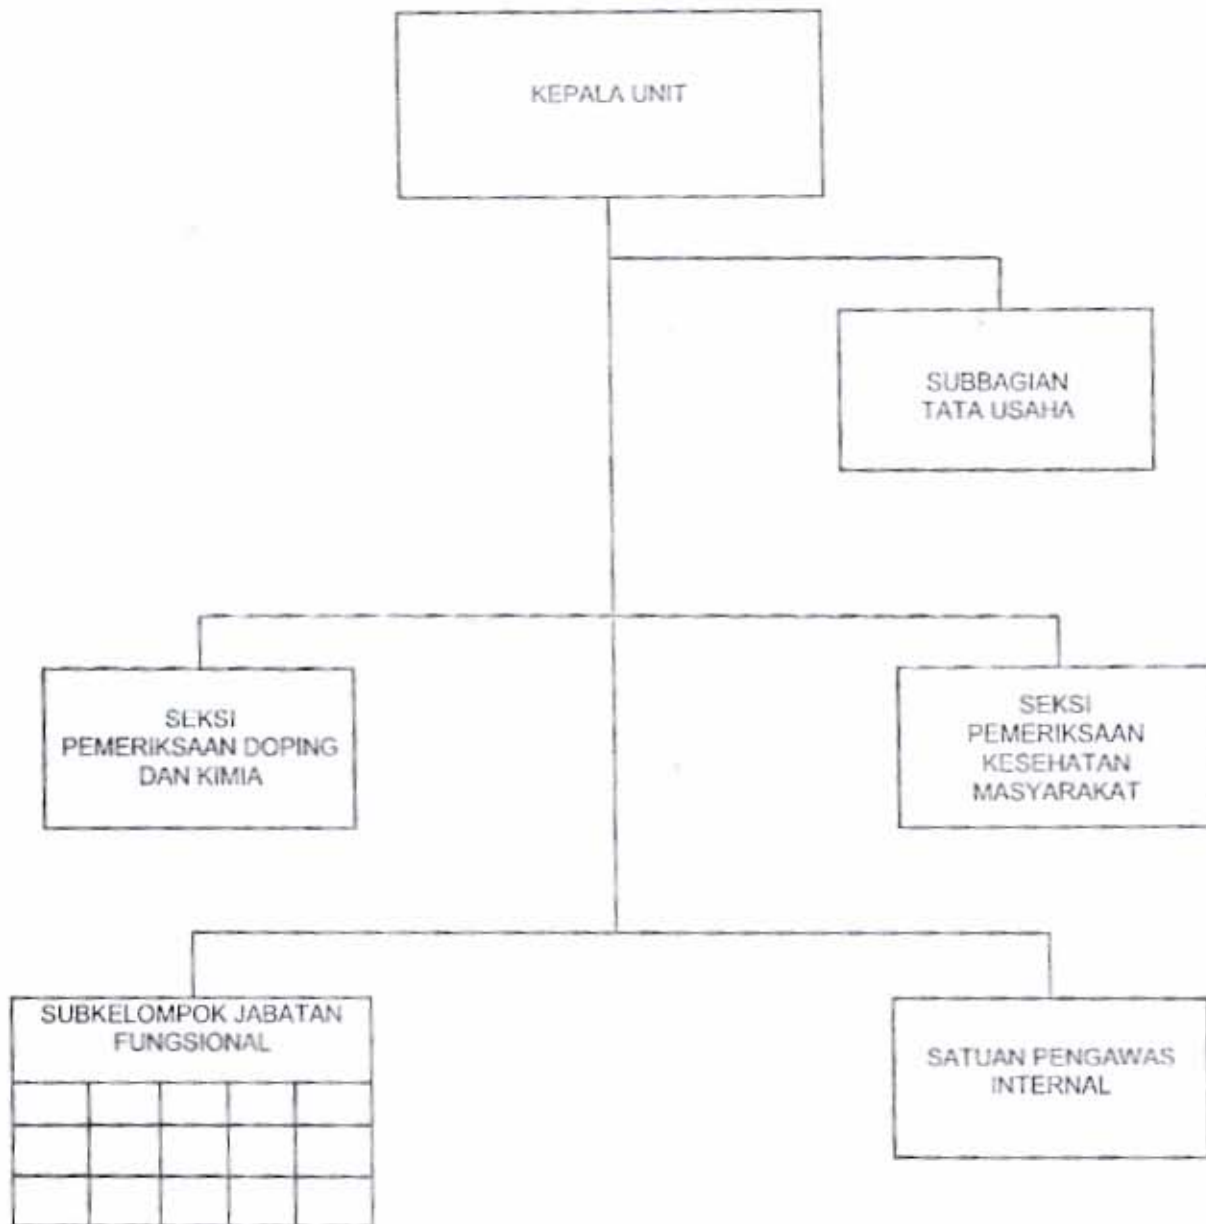 KEPALA UNIT
SUBBAGIAN
TATA USAHA
SEKSI
PEMERIKSAAN DOPING
DAN KIMIA
SEKSI
PEMERIKSAAN
KESEHATAN
MASYARAKAT
SUBKELOMPOK JABATAN
FUNGSIONAL
SATUAN PENGAWAS
INTERNAL